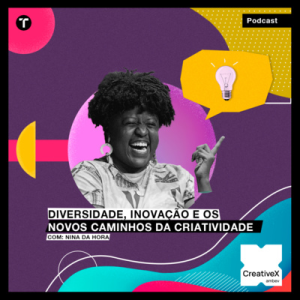 T
Podcast
DIVERSIDADE, INOVAÇÃO E OS
NOVOS CAMINHOS DA CRIATIVIDADE
COM: NINA DA HORA
CreativeX